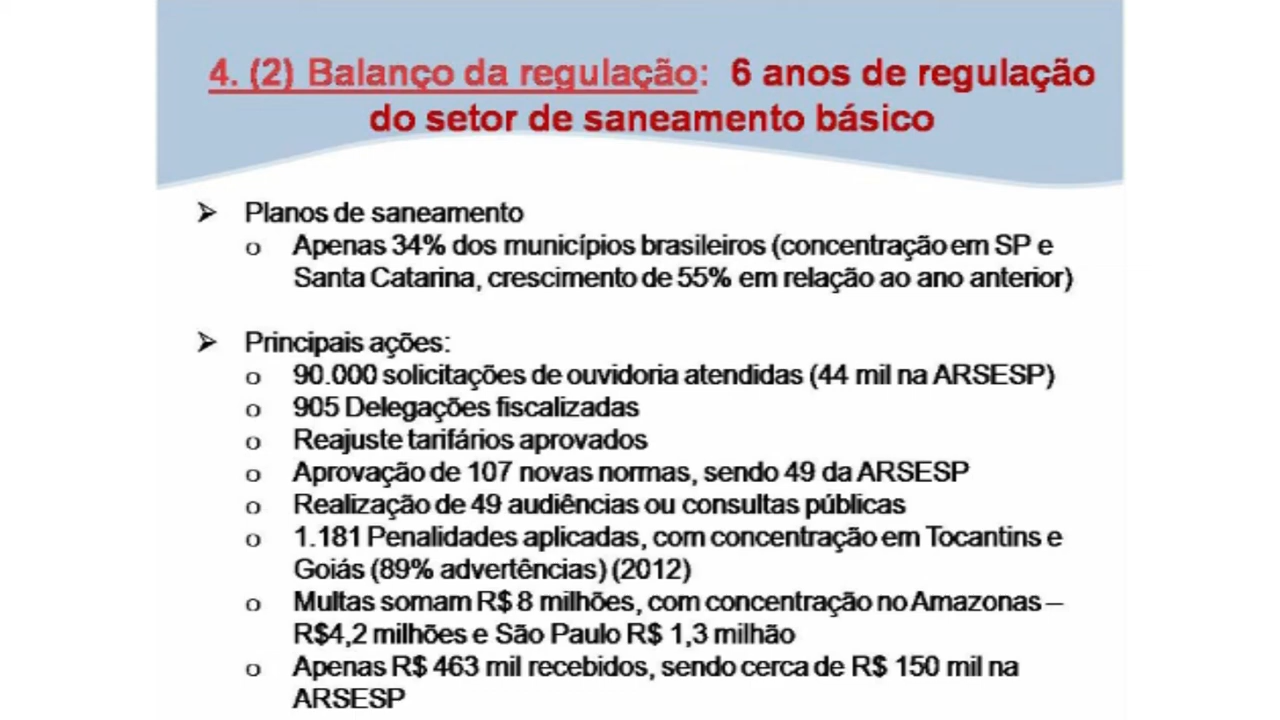 4. (2) Balanço da regulação: 6 anos de regulação
do setor de saneamento básico
➢ Planos de saneamento
o Apenas 34% dos municípios brasileiros (concentração em SP e
Santa Catarina, crescimento de 55% em relação ao ano anterior)
➢ Principais ações:
o 90.000 solicitações de ouvidoria atendidas (44 mil na ARSESP)
o 905 Delegações fiscalizadas
o Reajuste tarifários aprovados
o Aprovação de 107 novas normas, sendo 49 da ARSESP
o Realização de 49 audiências ou consultas públicas
o 1.181 Penalidades aplicadas, com concentração em Tocantins e
Goiás (89% advertências) (2012)
o Multas somam R$ 8 milhões, com concentração no Amazonas –
R$4,2 milhões e São Paulo R$ 1,3 milhão
o Apenas R$ 463 mil recebidos, sendo cerca de R$ 150 mil na
ARSESP